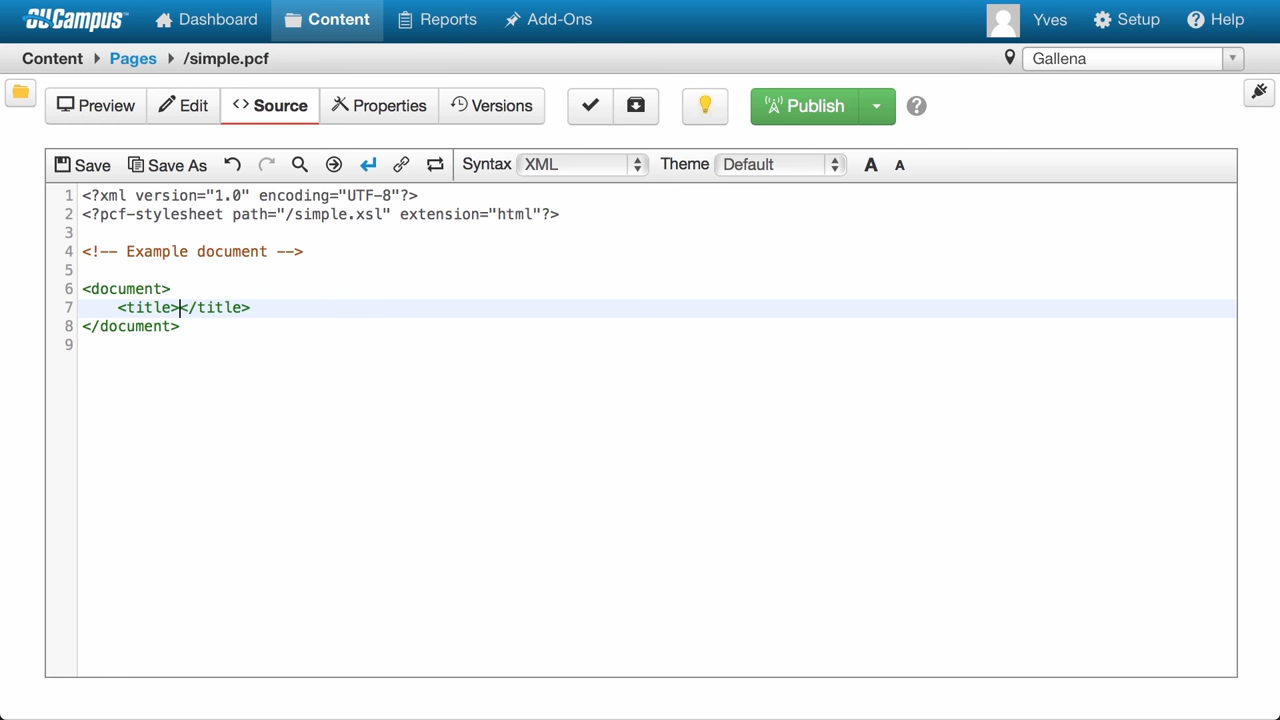 OU Campus™ Dashboard Content Reports Add-Ons Yves Setup Help
Content Pages /simple.pcf Gallena
Preview Edit <> Source Properties Versions Publish
Save Save As Syntax XML Theme Default A A
1 <?xml version="1.0" encoding="UTF-8"?>
2 <?pcf-stylesheet path="/simple.xsl" extension="html"?>
3
4 <!-- Example document -->
5
6 <document>
7 <title></title>
8 </document>
9